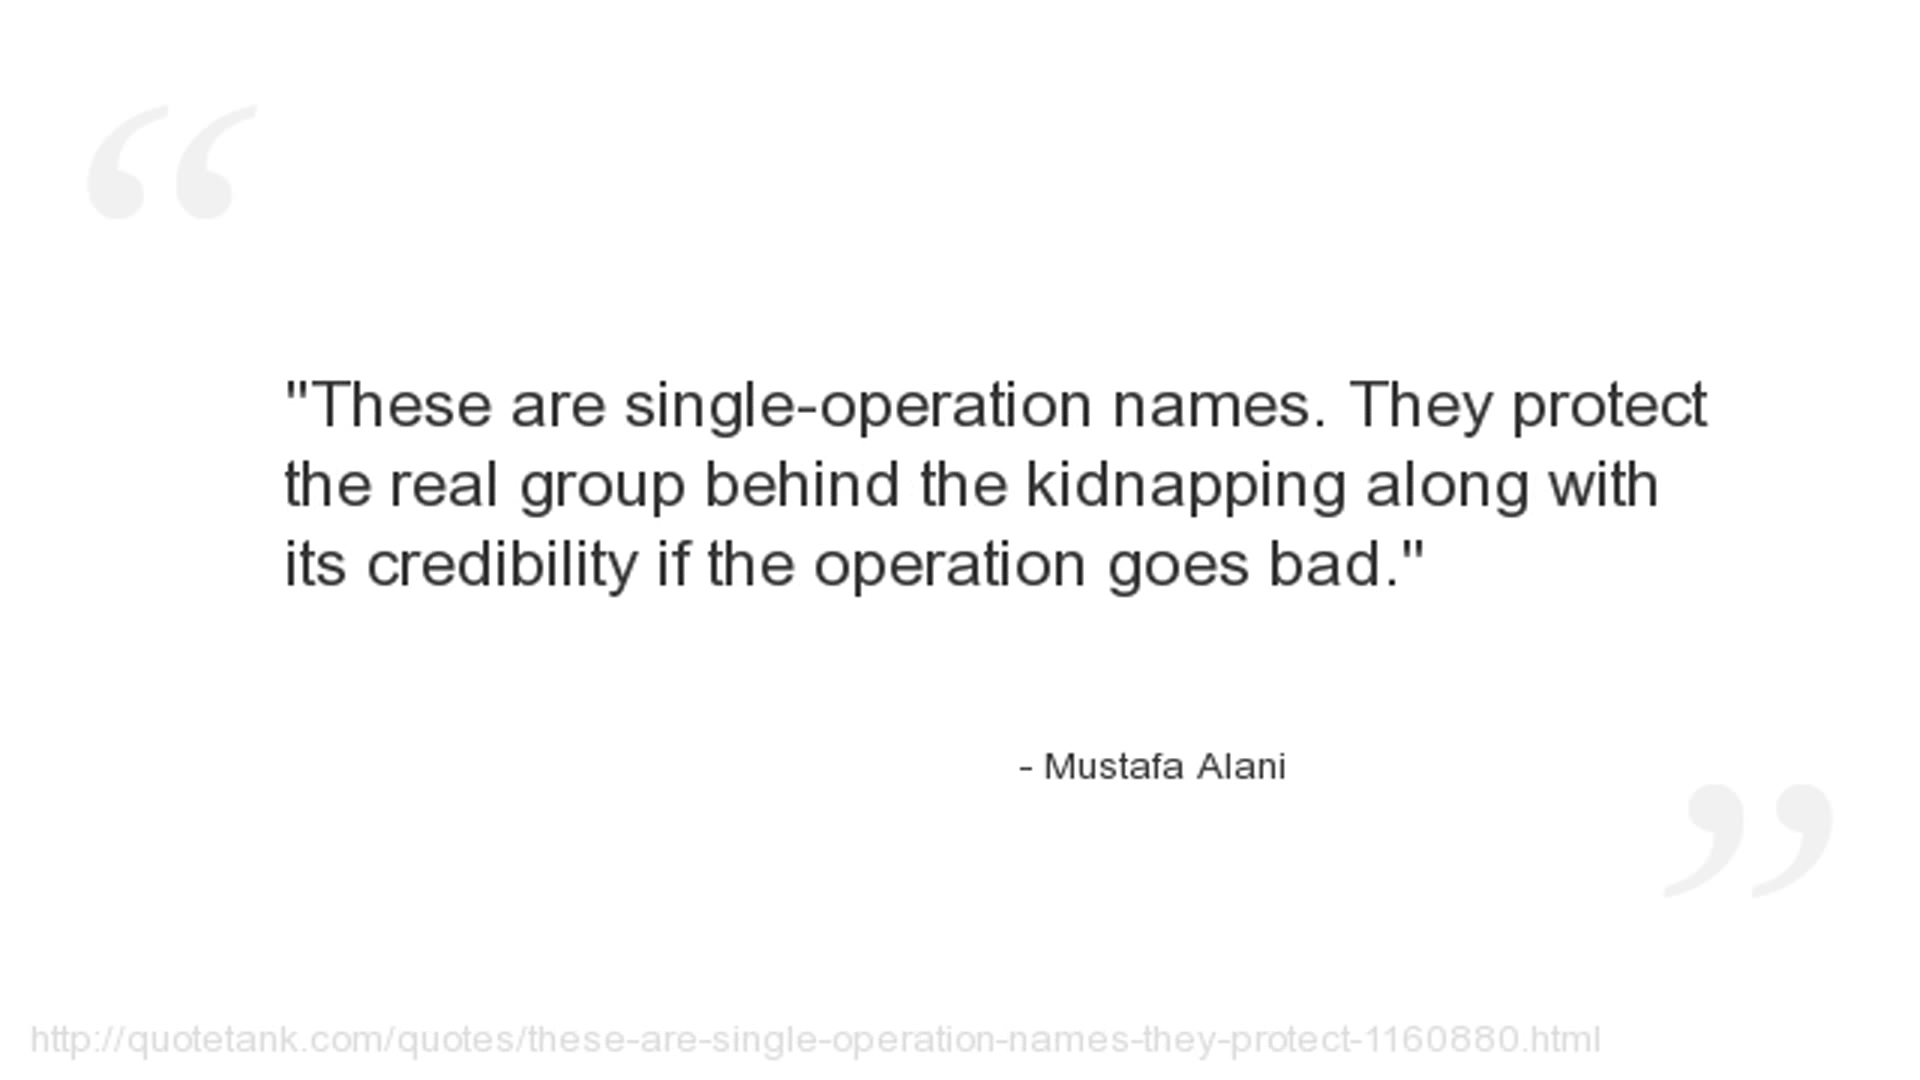 "These are single-operation names. They protect
the real group behind the kidnapping along with
its credibility if the operation goes bad."
- Mustafa Alani
http://quotetank.com/quotes/these-are-single-operation-names-they-protect-1160880.html